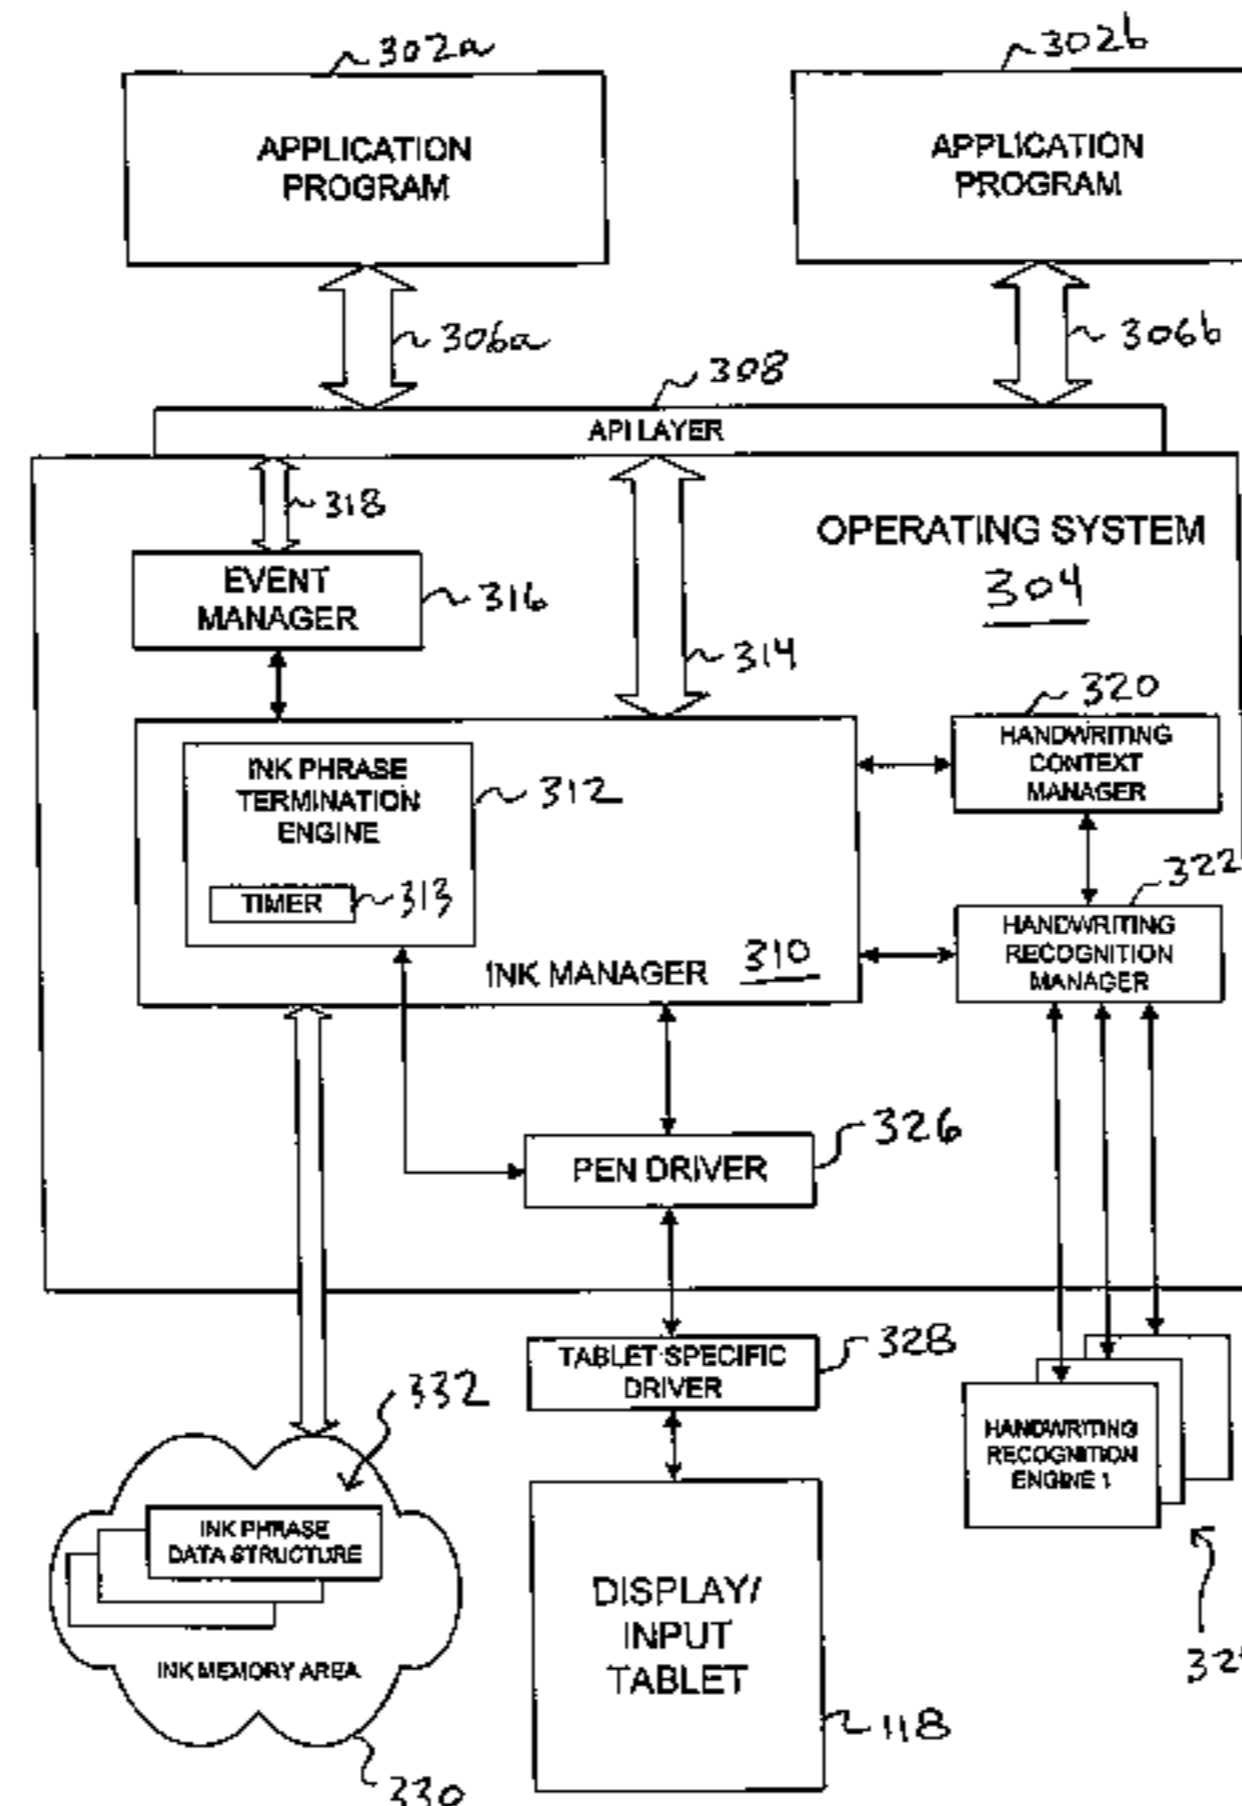 302a
302b
APPLICATION
PROGRAM
APPLICATION
PROGRAM
306a
306b
308
API LAYER
318
OPERATING SYSTEM
304
EVENT
MANAGER
316
314
320
HANDWRITING
CONTEXT
MANAGER
INK PHRASE
TERMINATION
ENGINE
312
TIMER
313
322
HANDWRITING
RECOGNITION
MANAGER
INK MANAGER
310
326
PEN DRIVER
TABLET SPECIFIC
DRIVER
328
332
HANDWRITING
RECOGNITION
ENGINE 1
INK PHRASE
DATA STRUCTURE
DISPLAY/
INPUT
TABLET
INK MEMORY AREA
118
330